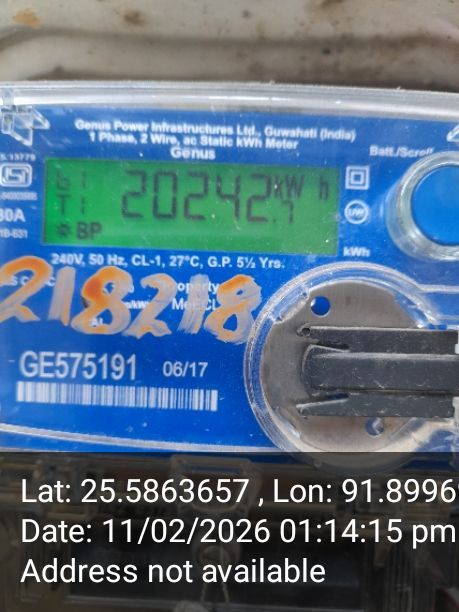 Genus Power Infrastructures Ltd., Guwahati (India)
1 Phase, 2 Wire, ac Static kWh Meter
Genus
Batt./Scroll
20242.7 kWh
T1
*BP
kWh
240V, 50 Hz, CL-1, 27°C, G.P. 5½ Yrs.
218218
GE575191 06/17
Lat: 25.5863657 , Lon: 91.8996
Date: 11/02/2026 01:14:15 pm
Address not available